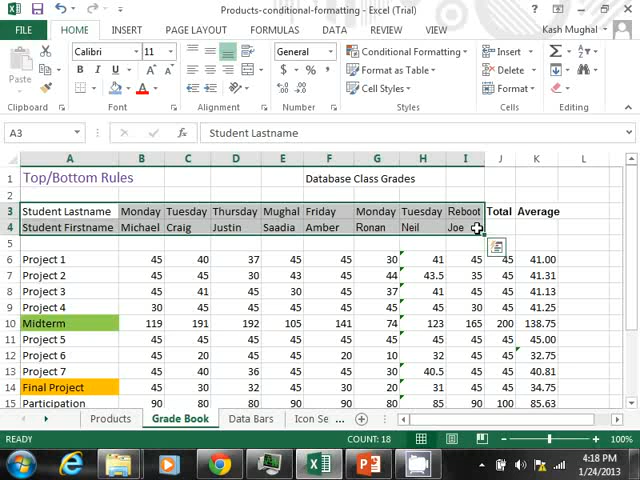 Products-conditional-formatting - Excel (Trial)
FILE HOME INSERT PAGE LAYOUT FORMULAS DATA REVIEW VIEW Kash Mughal
Paste Calibri 11 General Conditional Formatting Insert
B I U $ % , Format as Table Delete
Cell Styles Format
Clipboard Font Alignment Number Styles Cells Editing
A3 fx Student Lastname
A B C D E F G H I J K L
1 Top/Bottom Rules Database Class Grades
2
3 Student Lastname Monday Tuesday Thursday Mughal Friday Monday Tuesday Reboot Total Average
4 Student Firstname Michael Craig Justin Saadia Amber Ronan Neil Joe
5
6 Project 1 45 40 37 45 45 30 41 45 45 41.00
7 Project 2 45 45 30 43 45 44 43.5 35 45 41.31
8 Project 3 45 41 45 30 45 37 41 45 45 41.13
9 Project 4 30 45 45 45 45 45 45 30 45 41.25
10 Midterm 119 191 192 105 141 74 123 165 200 138.75
11 Project 5 45 45 45 45 45 45 45 45 45 45.00
12 Project 6 45 20 45 45 20 10 32 45 45 32.75
13 Project 7 45 40 36 45 45 30 40.5 45 45 40.81
14 Final Project 45 30 32 45 30 20 31 45 45 34.75
15 Participation 90 80 80 90 80 80 85 90 100 85.63
Products Grade Book Data Bars Icon Se ...
READY COUNT: 18 100%
4:18 PM
1/24/2013